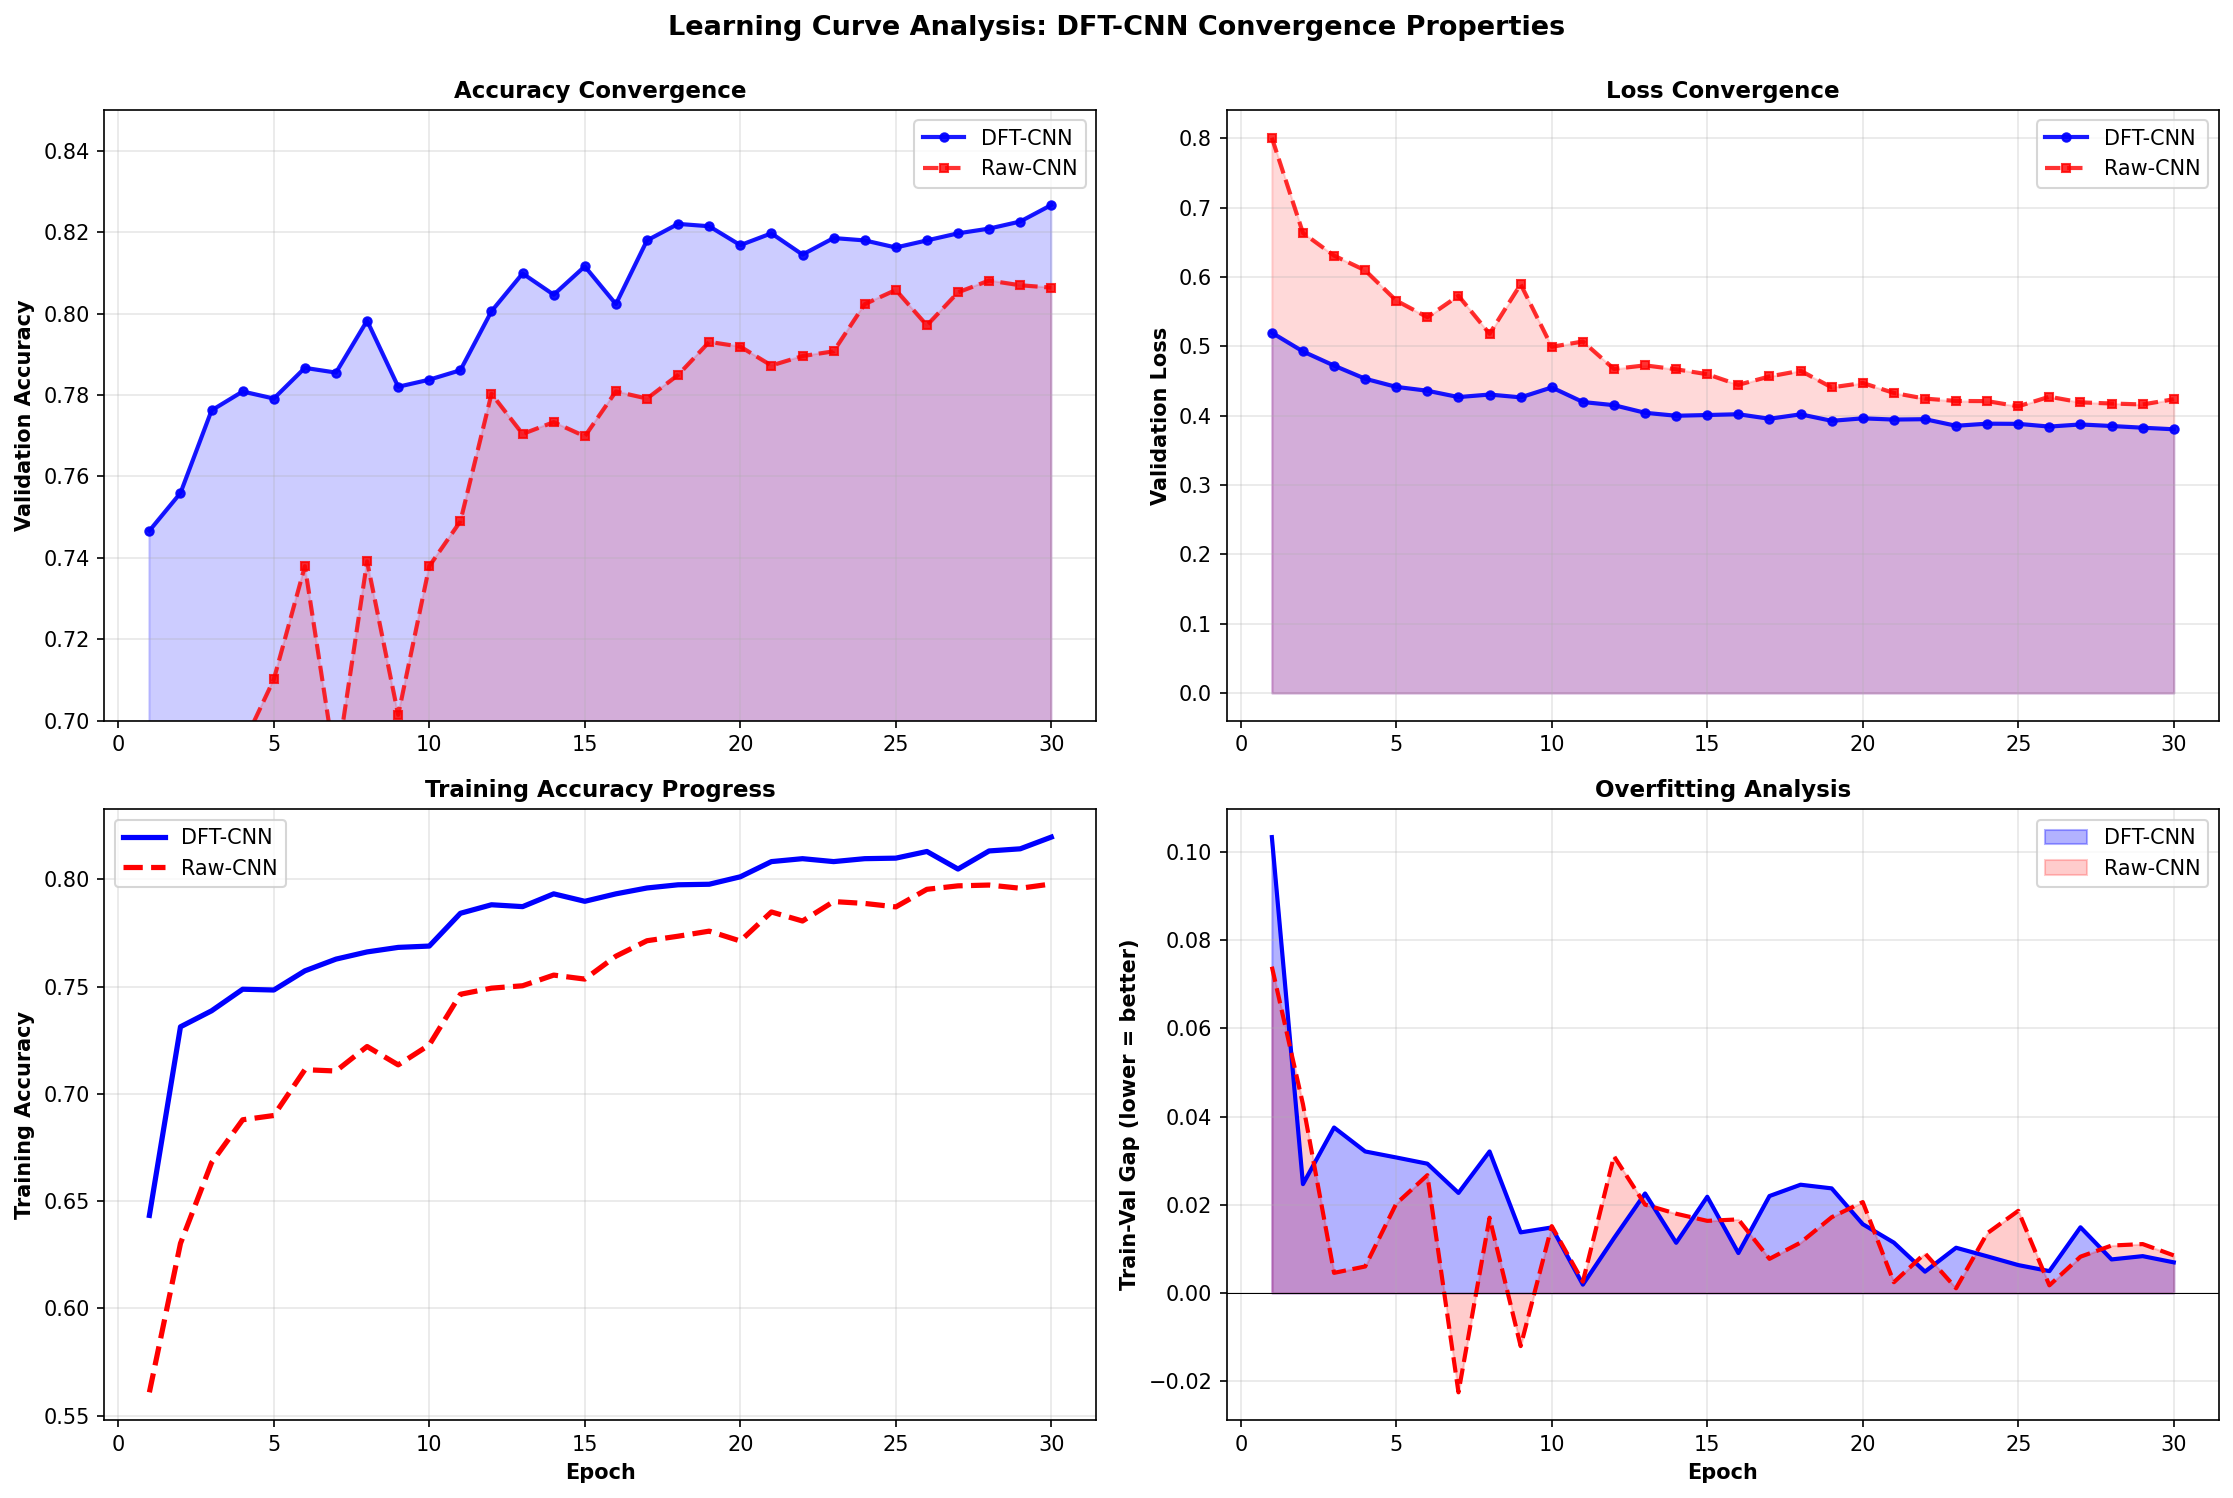 Learning Curve Analysis: DFT-CNN Convergence Properties
Accuracy Convergence
Validation Accuracy
0.84
0.82
0.80
0.78
0.76
0.74
0.72
0.70
0 5 10 15 20 25 30
DFT-CNN
Raw-CNN
Loss Convergence
Validation Loss
0.8
0.7
0.6
0.5
0.4
0.3
0.2
0.1
0.0
0 5 10 15 20 25 30
DFT-CNN
Raw-CNN
Training Accuracy Progress
Training Accuracy
0.80
0.75
0.70
0.65
0.60
0.55
0 5 10 15 20 25 30
Epoch
DFT-CNN
Raw-CNN
Overfitting Analysis
Train-Val Gap (lower = better)
0.10
0.08
0.06
0.04
0.02
0.00
−0.02
0 5 10 15 20 25 30
Epoch
DFT-CNN
Raw-CNN